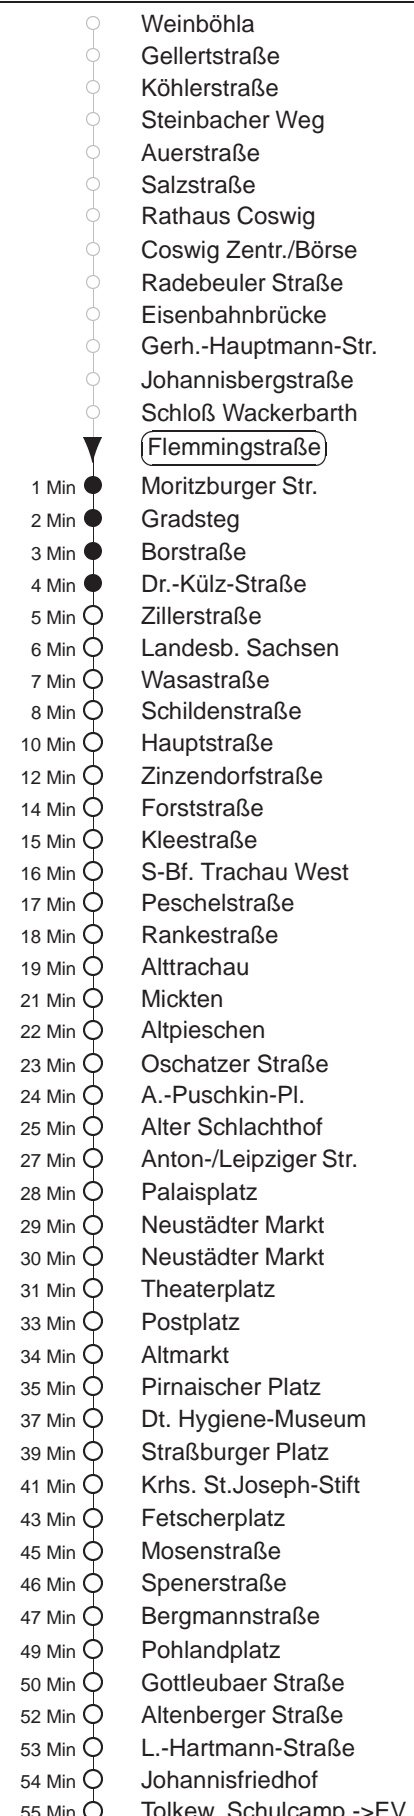 Weinböhla
Gellertstraße
Köhlerstraße
Steinbacher Weg
Auerstraße
Salzstraße
Rathaus Coswig
Coswig Zentr./Börse
Radebeuler Straße
Eisenbahnbrücke
Gerh.-Hauptmann-Str.
Johannisbergstraße
Schloß Wackerbarth
Flemmingstraße
1 Min Moritzburger Str.
2 Min Gradsteg
3 Min Borstraße
4 Min Dr.-Külz-Straße
5 Min Zillerstraße
6 Min Landesb. Sachsen
7 Min Wasastraße
8 Min Schildenstraße
10 Min Hauptstraße
12 Min Zinzendorfstraße
14 Min Forststraße
15 Min Kleestraße
16 Min S-Bf. Trachau West
17 Min Peschelstraße
18 Min Rankestraße
19 Min Alttrachau
21 Min Mickten
22 Min Altpieschen
23 Min Oschatzer Straße
24 Min A.-Puschkin-Pl.
25 Min Alter Schlachthof
27 Min Anton-/Leipziger Str.
28 Min Palaisplatz
29 Min Neustädter Markt
30 Min Neustädter Markt
31 Min Theaterplatz
33 Min Postplatz
34 Min Altmarkt
35 Min Pirnaischer Platz
37 Min Dt. Hygiene-Museum
39 Min Straßburger Platz
41 Min Krhs. St.Joseph-Stift
43 Min Fetscherplatz
45 Min Mosenstraße
46 Min Spenerstraße
47 Min Bergmannstraße
49 Min Pohlandplatz
50 Min Gottleubaer Straße
52 Min Altenberger Straße
53 Min L.-Hartmann-Straße
54 Min Johannisfriedhof
55 Min Tolkew. Schulcamp ->EV